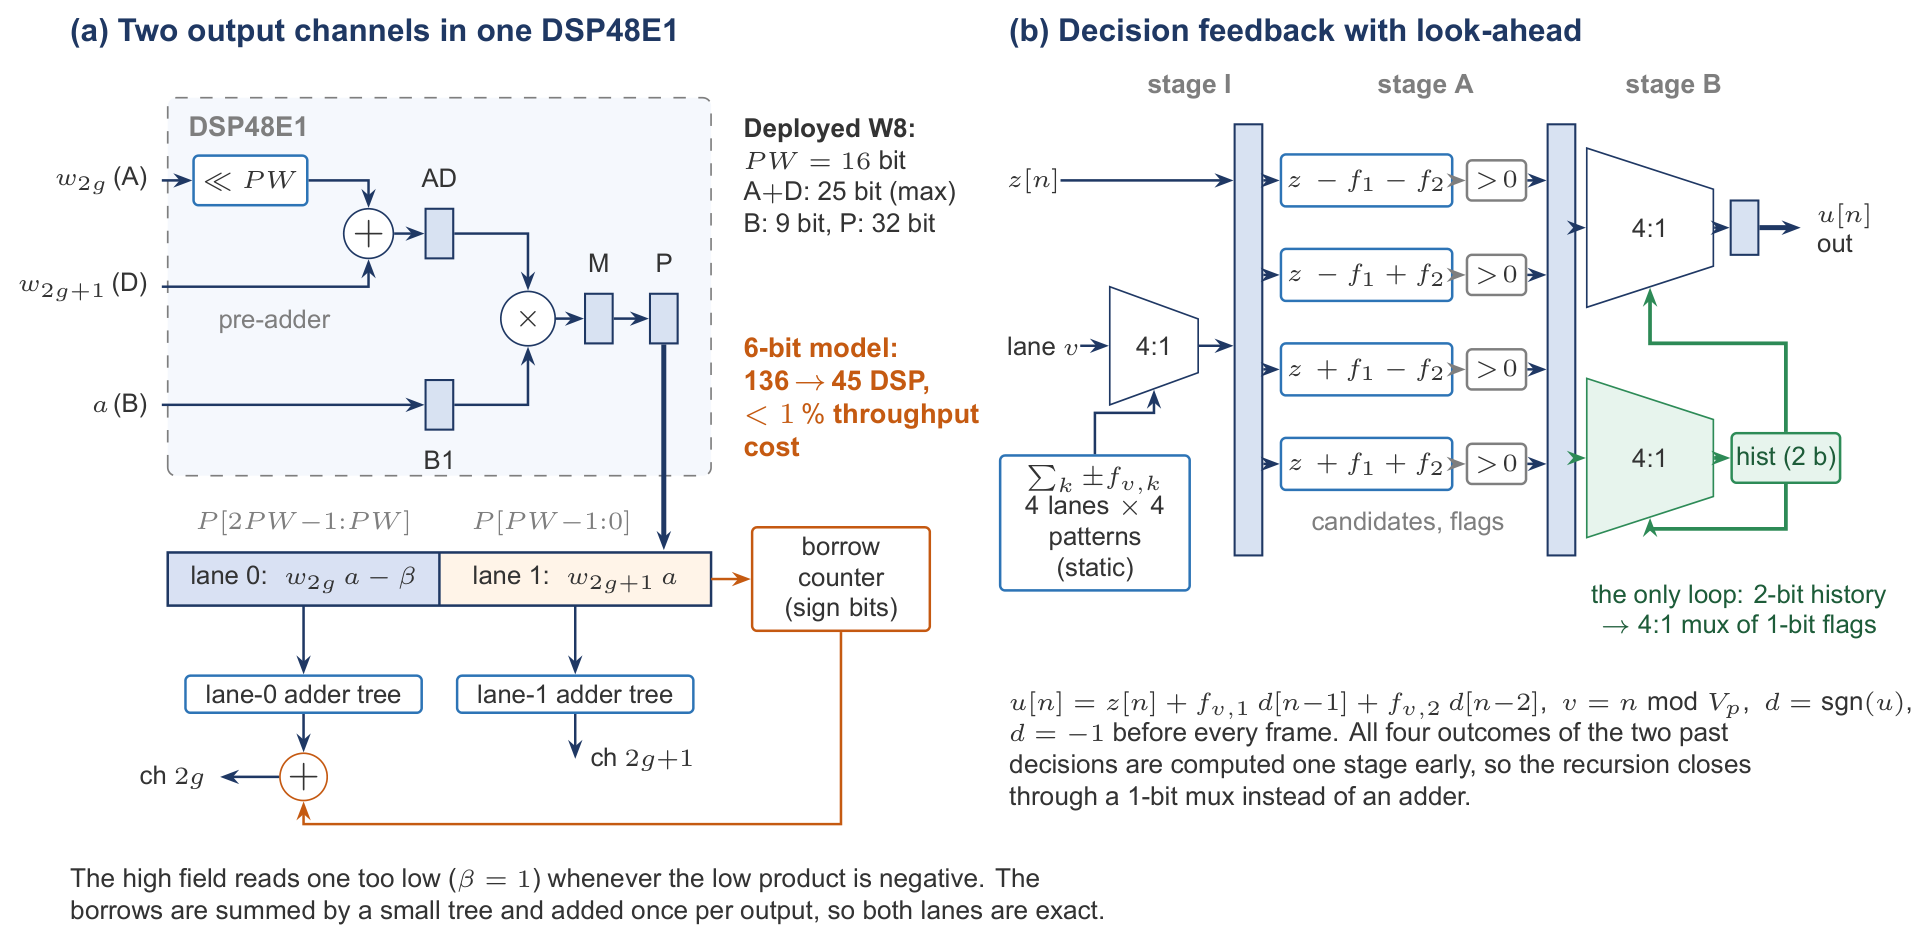 (a) Two output channels in one DSP48E1
DSP48E1
w₂g (A)
≪ PW
AD
w₂g₊₁ (D)
pre-adder
+
×
M
P
a (B)
B1
Deployed W8:
PW = 16 bit
A+D: 25 bit (max)
B: 9 bit, P: 32 bit
6-bit model:
136 → 45 DSP,
< 1 % throughput
cost
P[2PW−1:PW]
P[PW−1:0]
lane 0: w₂g a − β
lane 1: w₂g₊₁ a
borrow
counter
(sign bits)
lane-0 adder tree
lane-1 adder tree
ch 2g
+
ch 2g+1
The high field reads one too low (β = 1) whenever the low product is negative. The
borrows are summed by a small tree and added once per output, so both lanes are exact.
(b) Decision feedback with look-ahead
stage I
stage A
stage B
z[n]
z − f₁ − f₂
> 0
z − f₁ + f₂
> 0
z + f₁ − f₂
> 0
z + f₁ + f₂
> 0
candidates, flags
lane v
4:1
∑ₖ ±f_{v,k}
4 lanes × 4
patterns
(static)
4:1
u[n]
out
4:1
hist (2 b)
the only loop: 2-bit history
→ 4:1 mux of 1-bit flags
u[n] = z[n] + f_{v,1} d[n−1] + f_{v,2} d[n−2], v = n mod V_p, d = sgn(u),
d = −1 before every frame. All four outcomes of the two past
decisions are computed one stage early, so the recursion closes
through a 1-bit mux instead of an adder.